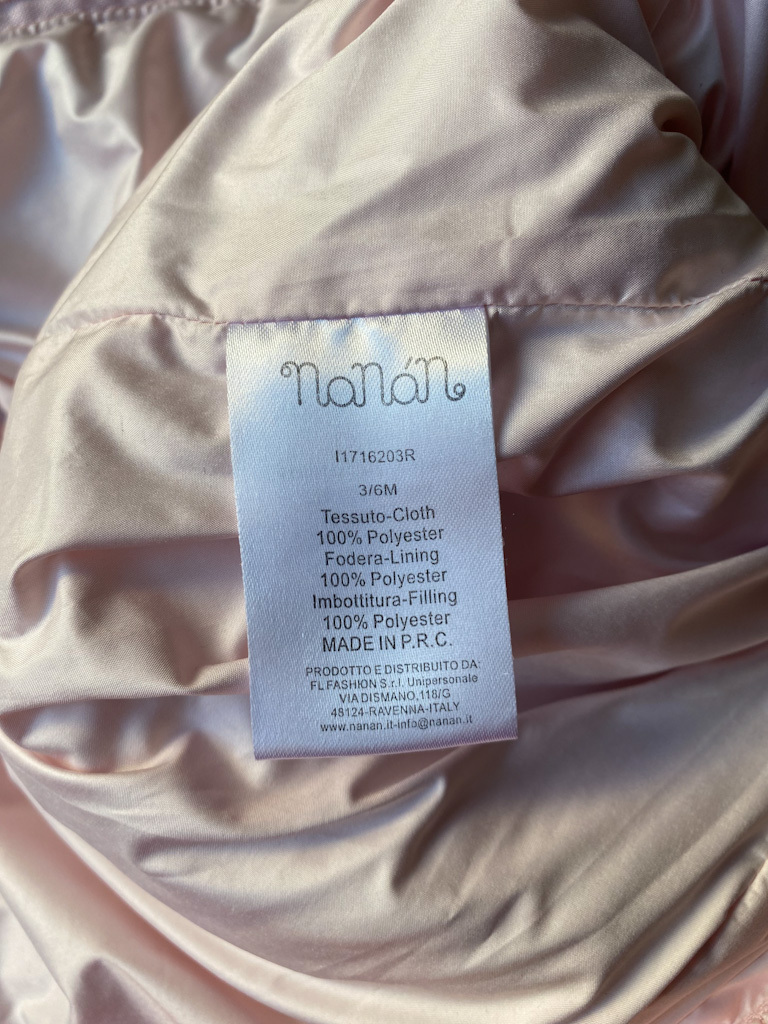 nanán
I1716203R
3/6M
Tessuto-Cloth
100% Polyester
Fodera-Lining
100% Polyester
Imbottitura-Filling
100% Polyester
MADE IN P.R.C.
PRODOTTO E DISTRIBUITO DA:
FL FASHION S.r.l. Unipersonale
VIA DISMANO,118/G
48124-RAVENNA-ITALY
www.nanan.it-info@nanan.it